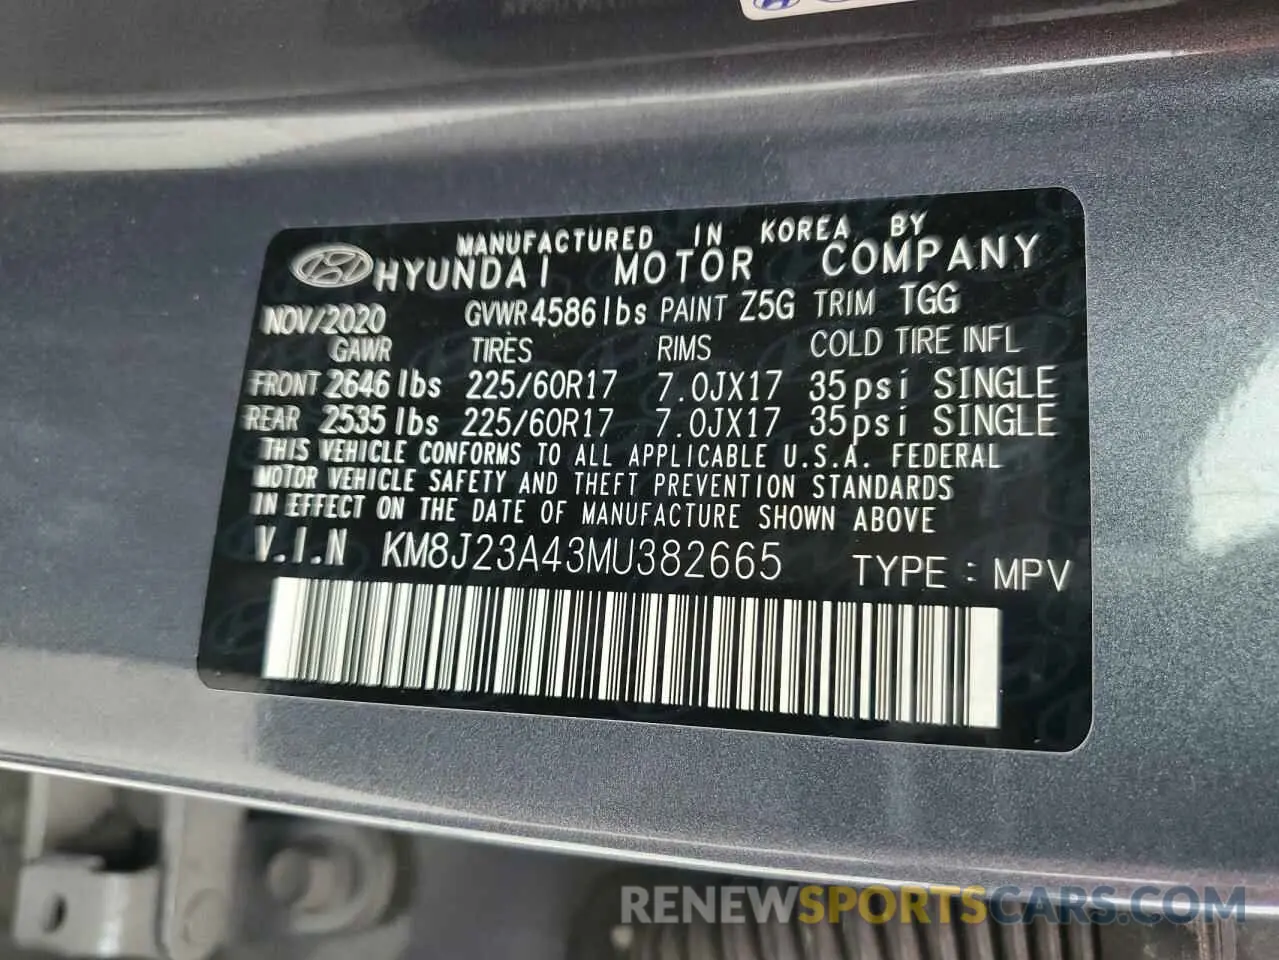 MANUFACTURED IN KOREA BY
HYUNDAI MOTOR COMPANY
NOV/2020 GVWR 4586 lbs PAINT Z5G TRIM TGG
GAWR TIRES RIMS COLD TIRE INFL
FRONT 2646 lbs 225/60R17 7.0JX17 35psi SINGLE
REAR 2535 lbs 225/60R17 7.0JX17 35psi SINGLE
THIS VEHICLE CONFORMS TO ALL APPLICABLE U.S.A. FEDERAL
MOTOR VEHICLE SAFETY AND THEFT PREVENTION STANDARDS
IN EFFECT ON THE DATE OF MANUFACTURE SHOWN ABOVE
V.I.N KM8J23A43MU382665 TYPE : MPV
RENEWSPORTSCARS.COM